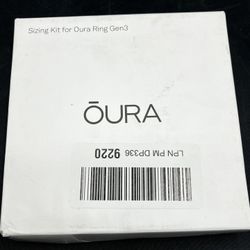 Sizing Kit for Oura Ring Gen3
ŌURA
LPN PM DP336 9220